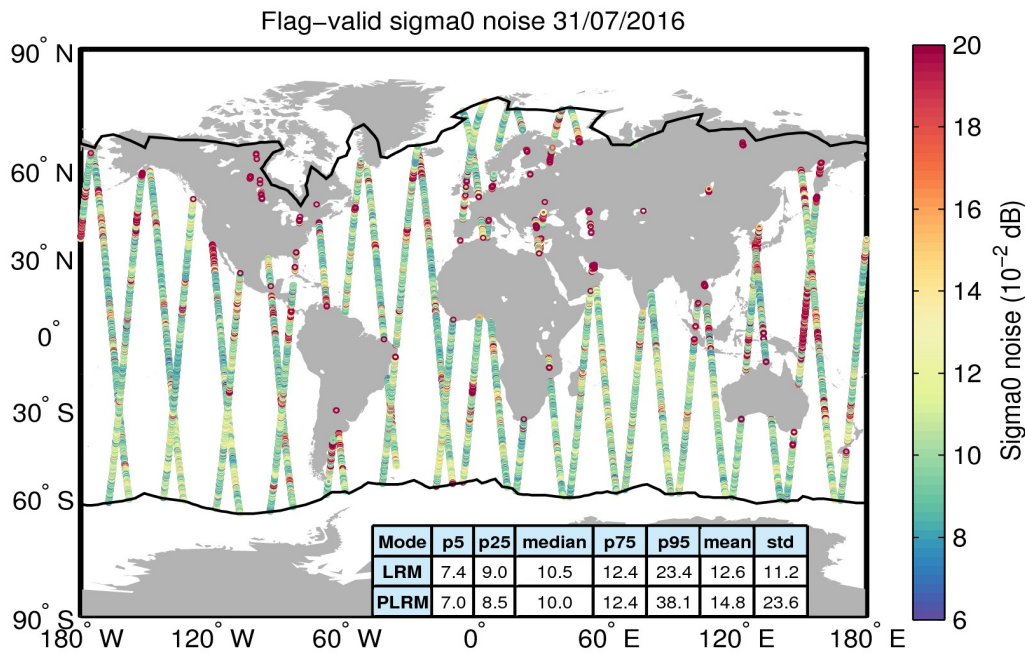 Flag−valid sigma0 noise 31/07/2016
90° N
60° N
30° N
0°
30° S
60° S
90° S
180° W
120° W
60° W
0° E
60° E
120° E
180° E
Mode p5 p25 median p75 p95 mean std
LRM 7.4 9.0 10.5 12.4 23.4 12.6 11.2
PLRM 7.0 8.5 10.0 12.4 38.1 14.8 23.6
20
18
16
14
12
10
8
6
Sigma0 noise (10⁻² dB)